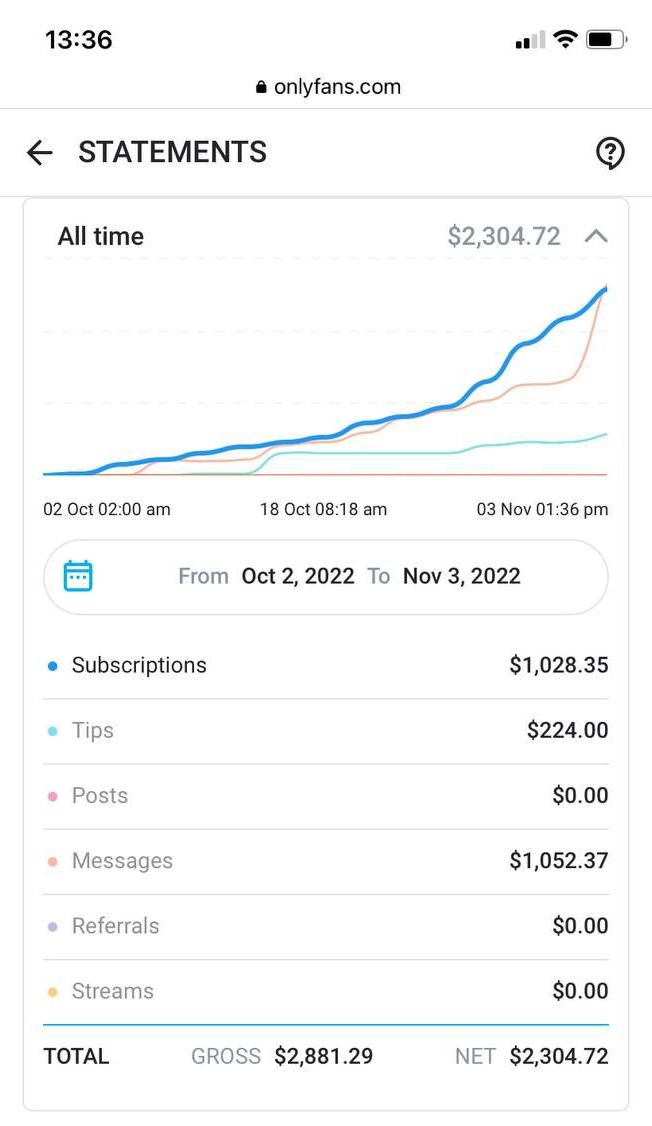 13:36
onlyfans.com
STATEMENTS
All time $2,304.72
02 Oct 02:00 am 18 Oct 08:18 am 03 Nov 01:36 pm
From Oct 2, 2022 To Nov 3, 2022
Subscriptions $1,028.35
Tips $224.00
Posts $0.00
Messages $1,052.37
Referrals $0.00
Streams $0.00
TOTAL GROSS $2,881.29 NET $2,304.72